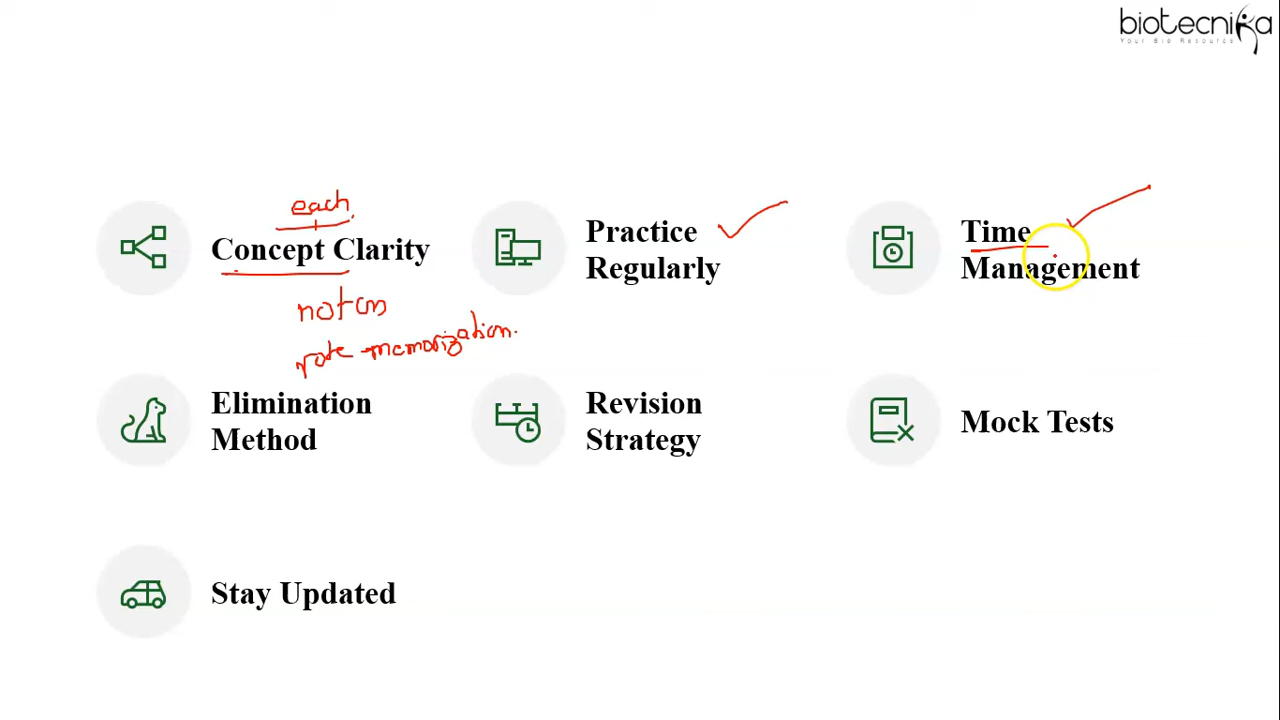 biotecnika
Your Bio Resource
each
Concept Clarity
not on
rote memorization.
Practice
Regularly
Time
Management
Elimination
Method
Revision
Strategy
Mock Tests
Stay Updated